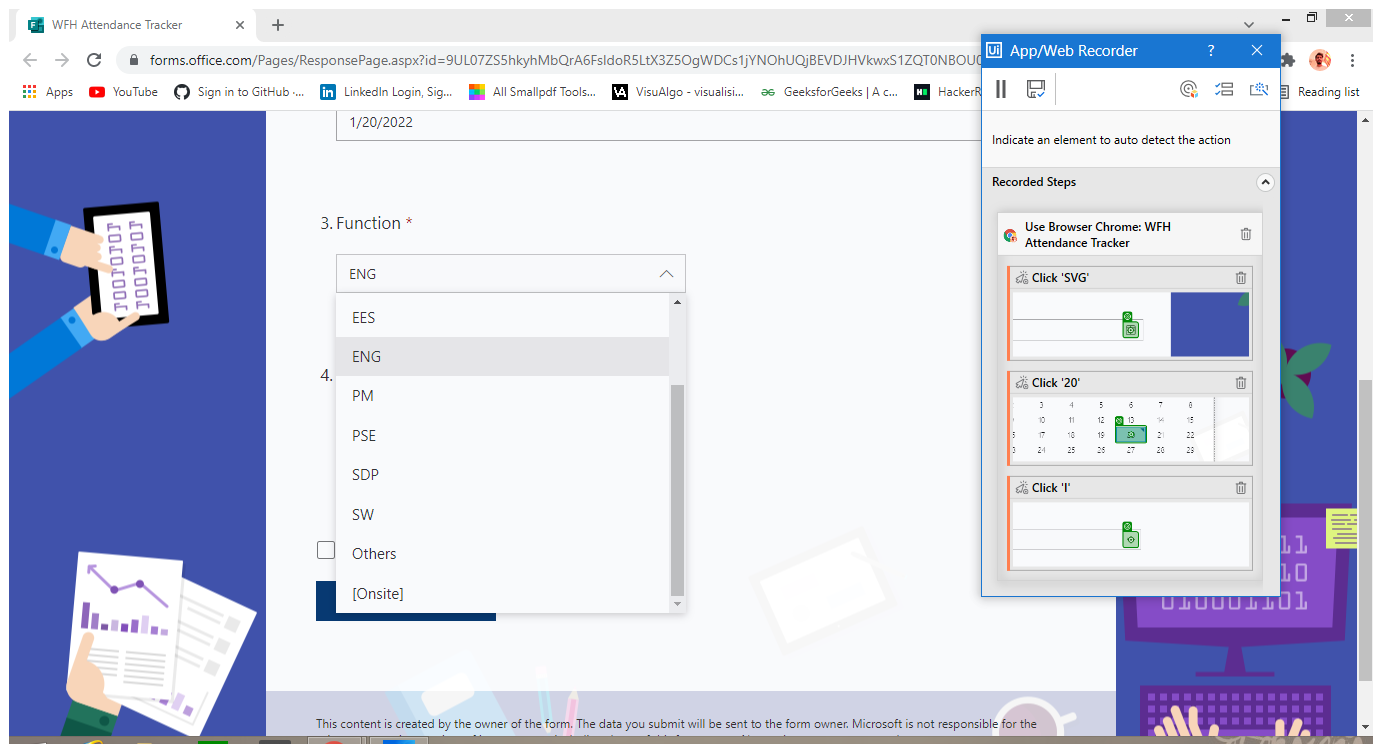 WFH Attendance Tracker
forms.office.com/Pages/ResponsePage.aspx?id=
Apps
YouTube
Sign in to GitHub ·...
LinkedIn Login, Sig...
All Smallpdf Tools...
VisuAlgo - visualisi...
GeeksforGeeks | A c...
HackerR
Reading list
1/20/2022
3. Function *
ENG
EES
ENG
4.
PM
PSE
SDP
SW
Others
[Onsite]
This content is created by the owner of the form. The data you submit will be sent to the form owner. Microsoft is not responsible for the
Ui App/Web Recorder ?
Indicate an element to auto detect the action
Recorded Steps
Use Browser Chrome: WFH
Attendance Tracker
Click 'SVG'
Click '20'
3 4 5 6 7 8
10 11 12 13 14 15
17 18 19 20 21 22
24 25 26 27 28 29
Click 'I'
11
10
010001101